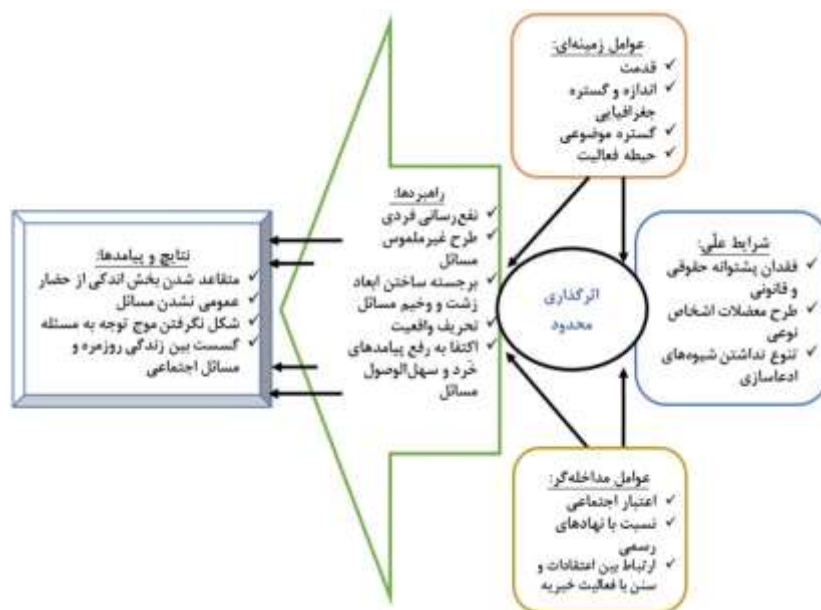 عوامل زمینه‌ای:
✓ قدمت
✓ اندازه و گستره
جغرافیایی
✓ گستره موضوعی
✓ حیطه فعالیت
شرایط علّی:
✓ فقدان پشتوانه حقوقی
و قانونی
✓ طرح معضلات اشخاص
نوعی
✓ تنوع نداشتن شیوه‌های
ادعاسازی
اثرگذاری
محدود
عوامل مداخله‌گر:
✓ اعتبار اجتماعی
✓ نسبت با نهادهای
رسمی
✓ ارتباط بین اعتقادات و
سنن با فعالیت خیریه
راهبردها:
✓ نفع‌رسانی فردی
✓ طرح غیرملموس
مسائل
✓ برجسته ساختن ابعاد
زشت و وخیم مسائل
✓ تحریف واقعیت
✓ اکتفا به رفع پیامدهای
خرد و سهل‌الوصول
مسائل
نتایج و پیامدها:
✓ متقاعد شدن بخش اندکی از حضار
✓ عمومی نشدن مسائل
✓ شکل نگرفتن موج توجه به مسئله
✓ گسست بین زندگی روزمره و
مسائل اجتماعی